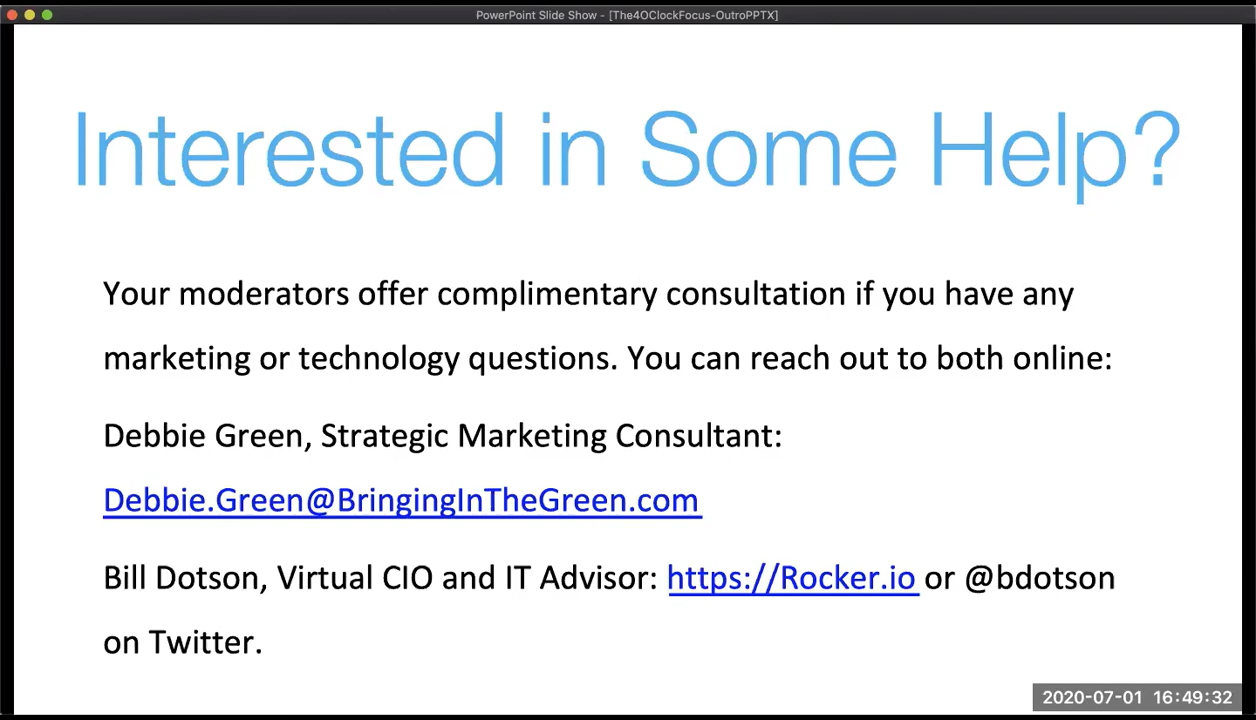 PowerPoint Slide Show - [The4OClockFocus-OutroPPTX]
Interested in Some Help?
Your moderators offer complimentary consultation if you have any
marketing or technology questions. You can reach out to both online:
Debbie Green, Strategic Marketing Consultant:
Debbie.Green@BringingInTheGreen.com
Bill Dotson, Virtual CIO and IT Advisor: https://Rocker.io or @bdotson
on Twitter.
2020-07-01 16:49:32